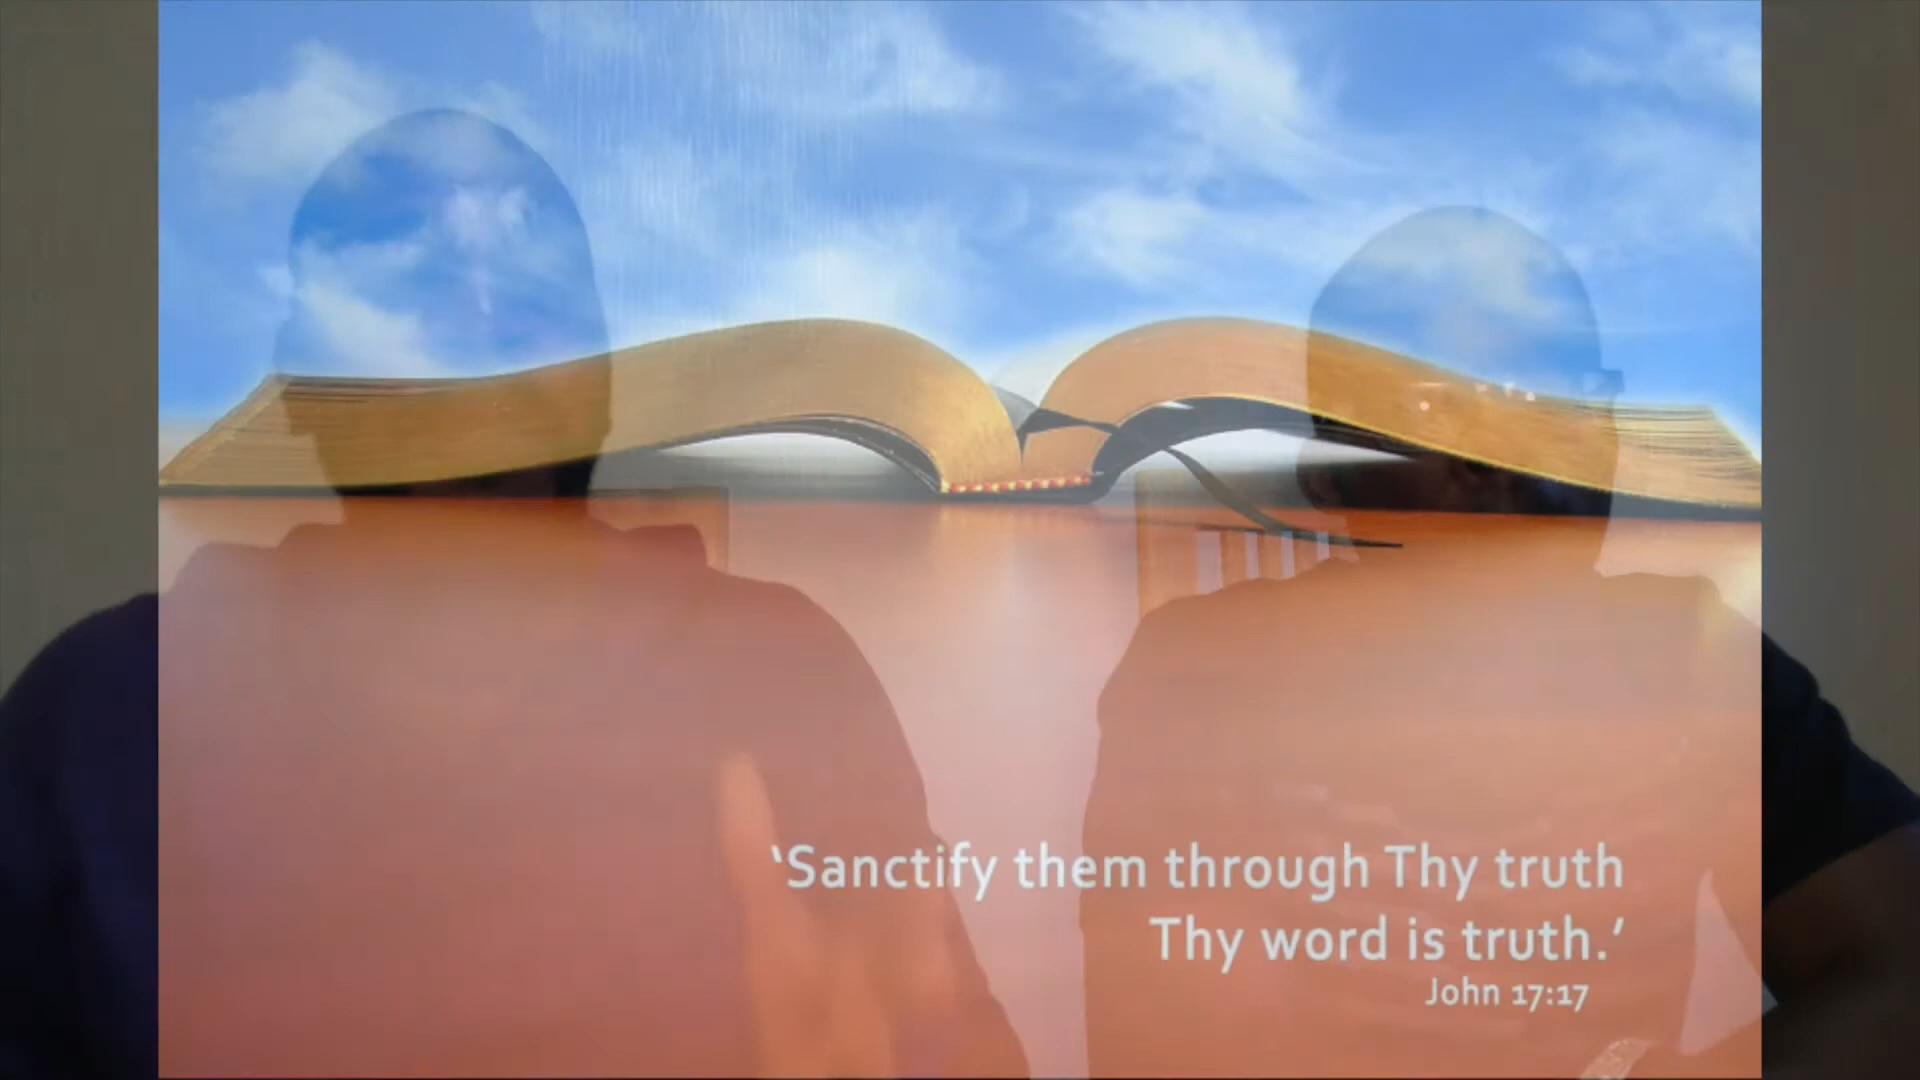 ‘Sanctify them through Thy truth
Thy word is truth.’
John 17:17